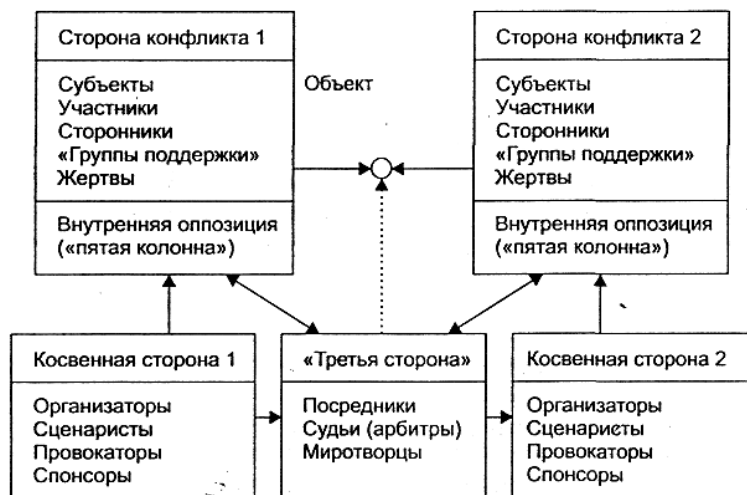 Сторона конфликта 1
Субъекты
Участники
Сторонники
«Группы поддержки»
Жертвы
Внутренняя оппозиция
(«пятая колонна»)
Объект
Сторона конфликта 2
Субъекты
Участники
Сторонники
«Группы поддержки»
Жертвы
Внутренняя оппозиция
(«пятая колонна»)
Косвенная сторона 1
Организаторы
Сценаристы
Провокаторы
Спонсоры
«Третья сторона»
Посредники
Судьи (арбитры)
Миротворцы
Косвенная сторона 2
Организаторы
Сценаристы
Провокаторы
Спонсоры